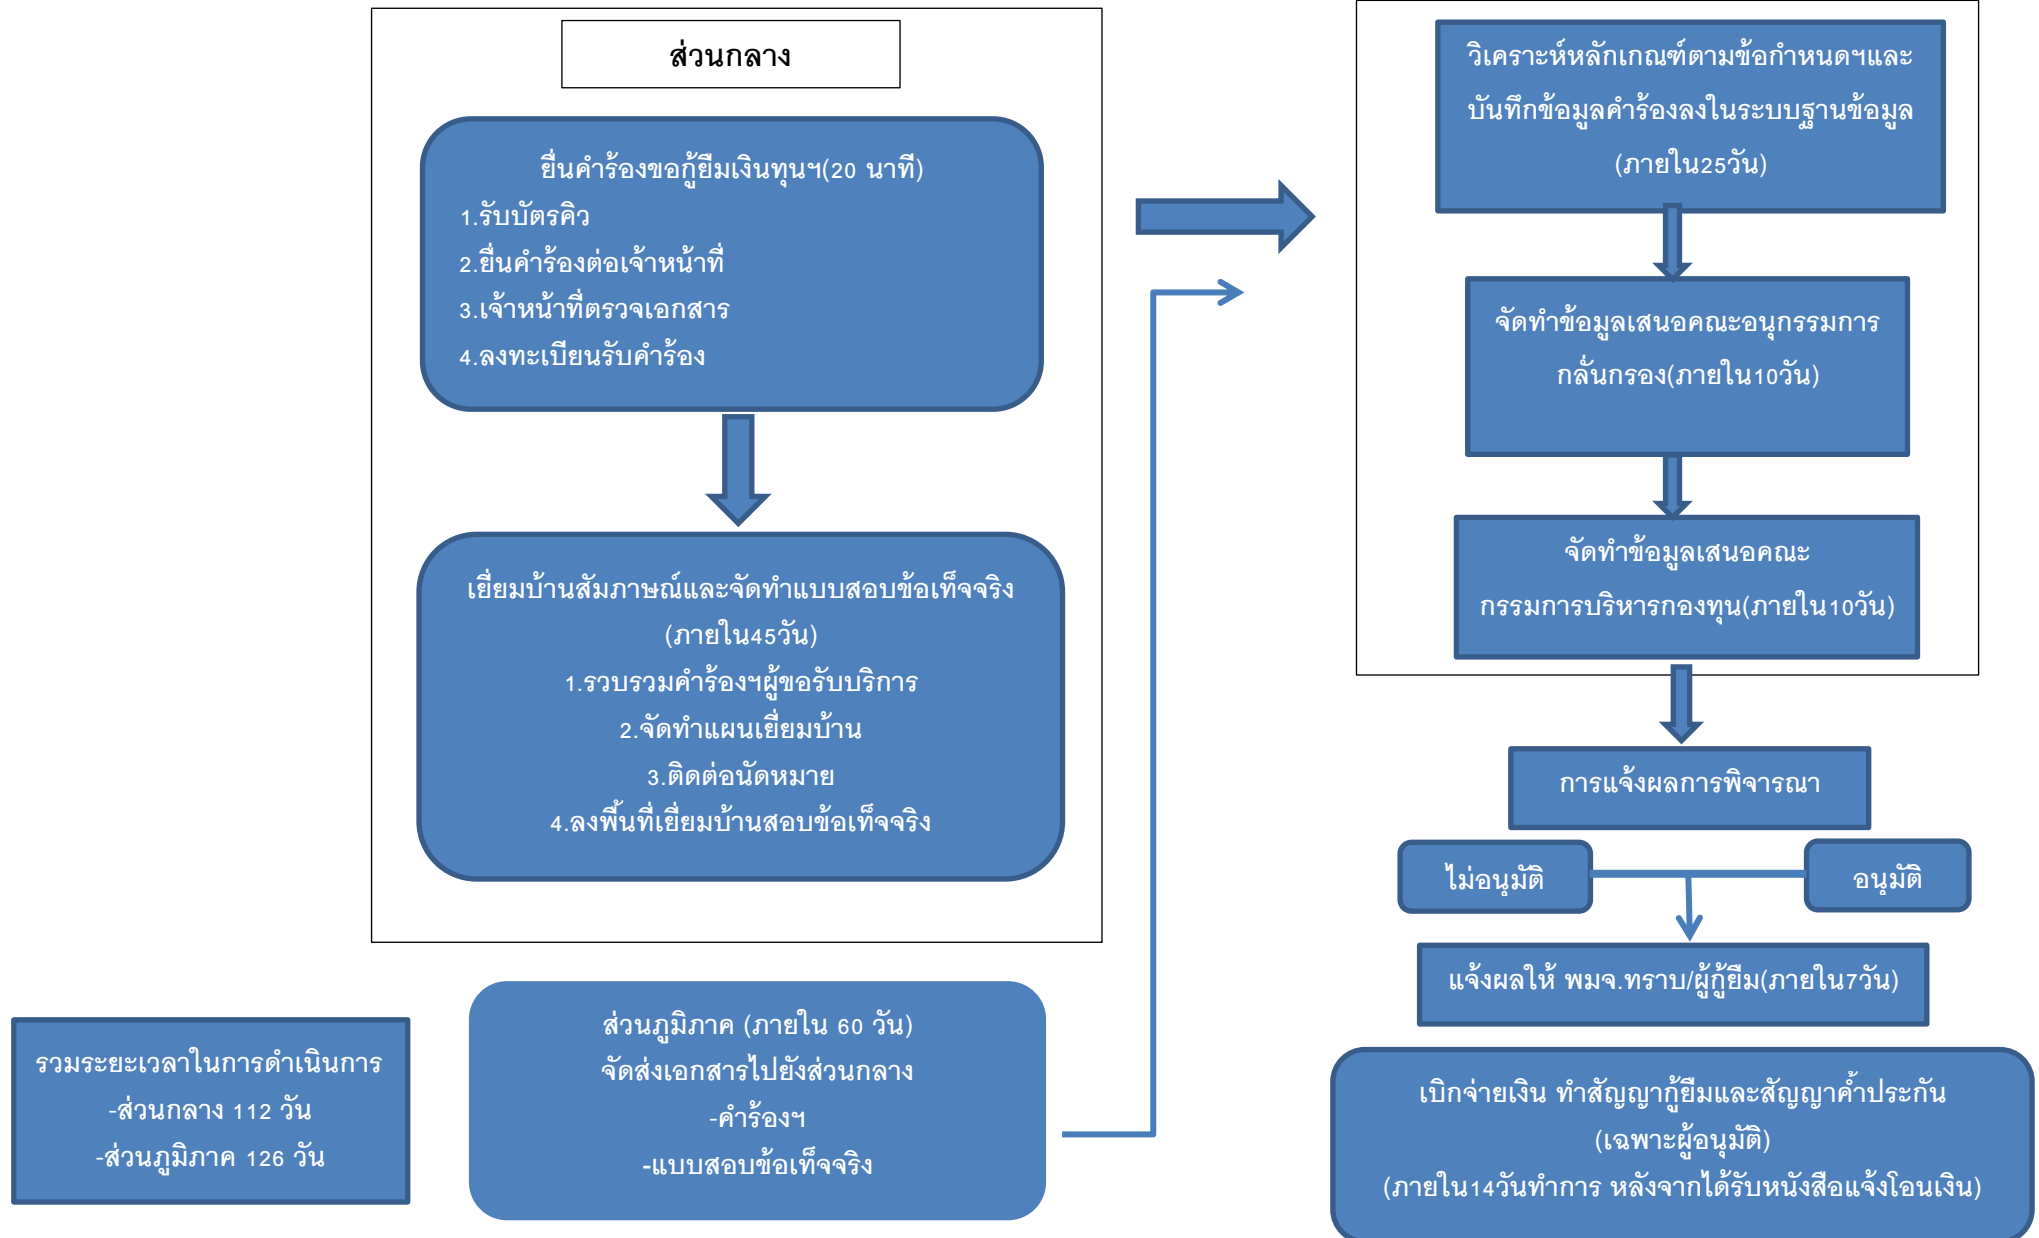 ส่วนกลาง
ยื่นคำร้องขอกู้ยืมเงินทุนฯ(20 นาที)
1.รับบัตรคิว
2.ยื่นคำร้องต่อเจ้าหน้าที่
3.เจ้าหน้าที่ตรวจเอกสาร
4.ลงทะเบียนรับคำร้อง
เยี่ยมบ้านสัมภาษณ์และจัดทำแบบสอบข้อเท็จจริง
(ภายใน45วัน)
1.รวบรวมคำร้องฯผู้ขอรับบริการ
2.จัดทำแผนเยี่ยมบ้าน
3.ติดต่อนัดหมาย
4.ลงพื้นที่เยี่ยมบ้านสอบข้อเท็จจริง
ส่วนภูมิภาค (ภายใน 60 วัน)
จัดส่งเอกสารไปยังส่วนกลาง
-คำร้องฯ
-แบบสอบข้อเท็จจริง
รวมระยะเวลาในการดำเนินการ
-ส่วนกลาง 112 วัน
-ส่วนภูมิภาค 126 วัน
วิเคราะห์หลักเกณฑ์ตามข้อกำหนดฯและ
บันทึกข้อมูลคำร้องลงในระบบฐานข้อมูล
(ภายใน25วัน)
จัดทำข้อมูลเสนอคณะอนุกรรมการ
กลั่นกรอง(ภายใน10วัน)
จัดทำข้อมูลเสนอคณะ
กรรมการบริหารกองทุน(ภายใน10วัน)
การแจ้งผลการพิจารณา
ไม่อนุมัติ
อนุมัติ
แจ้งผลให้ พมจ.ทราบ/ผู้กู้ยืม(ภายใน7วัน)
เบิกจ่ายเงิน ทำสัญญากู้ยืมและสัญญาค้ำประกัน
(เฉพาะผู้อนุมัติ)
(ภายใน14วันทำการ หลังจากได้รับหนังสือแจ้งโอนเงิน)